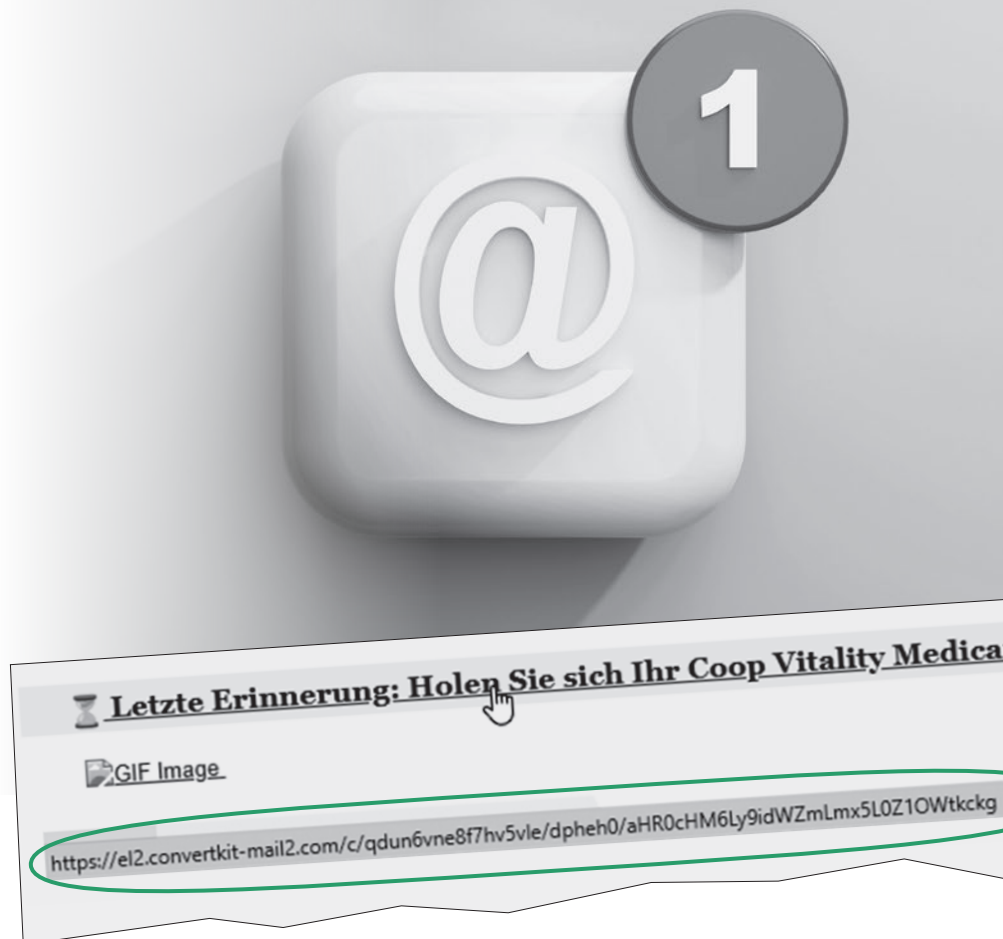 1
@
Letzte Erinnerung: Holen Sie sich Ihr Coop Vitality Medica
GIF Image
https://el2.convertkit-mail2.com/c/qdun6vne8f7hv5vle/dpheh0/aHR0cHM6Ly9idWZmLmx5L0Z1OWtkckg